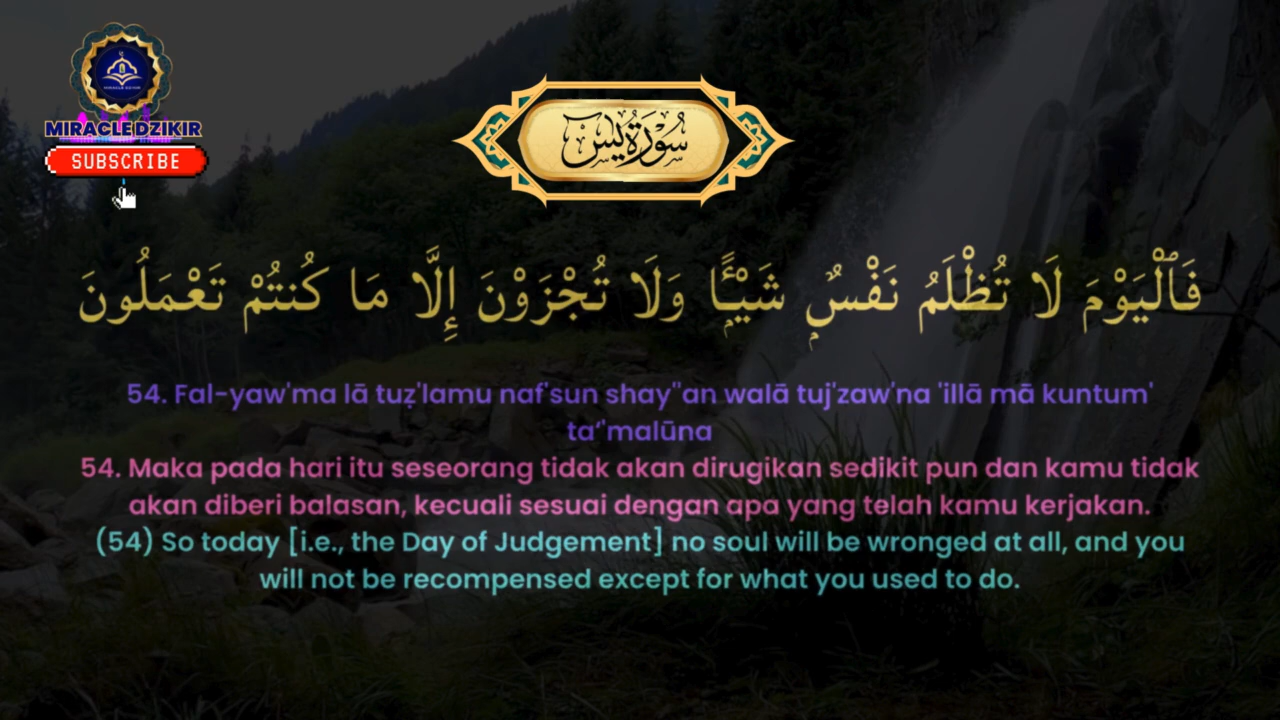 MIRACLE DZIKIR
MIRACLE DZIKIR
SUBSCRIBE
سُورَةُ يس
فَٱلْيَوْمَ لَا تُظْلَمُ نَفْسٌ شَيْـًٔا وَلَا تُجْزَوْنَ إِلَّا مَا كُنتُمْ تَعْمَلُونَ
54. Fal-yaw'ma lā tuẓ'lamu naf'sun shay''an walā tuj'zaw'na 'illā mā kuntum'
ta‘'malūna
54. Maka pada hari itu seseorang tidak akan dirugikan sedikit pun dan kamu tidak
akan diberi balasan, kecuali sesuai dengan apa yang telah kamu kerjakan.
(54) So today [i.e., the Day of Judgement] no soul will be wronged at all, and you
will not be recompensed except for what you used to do.